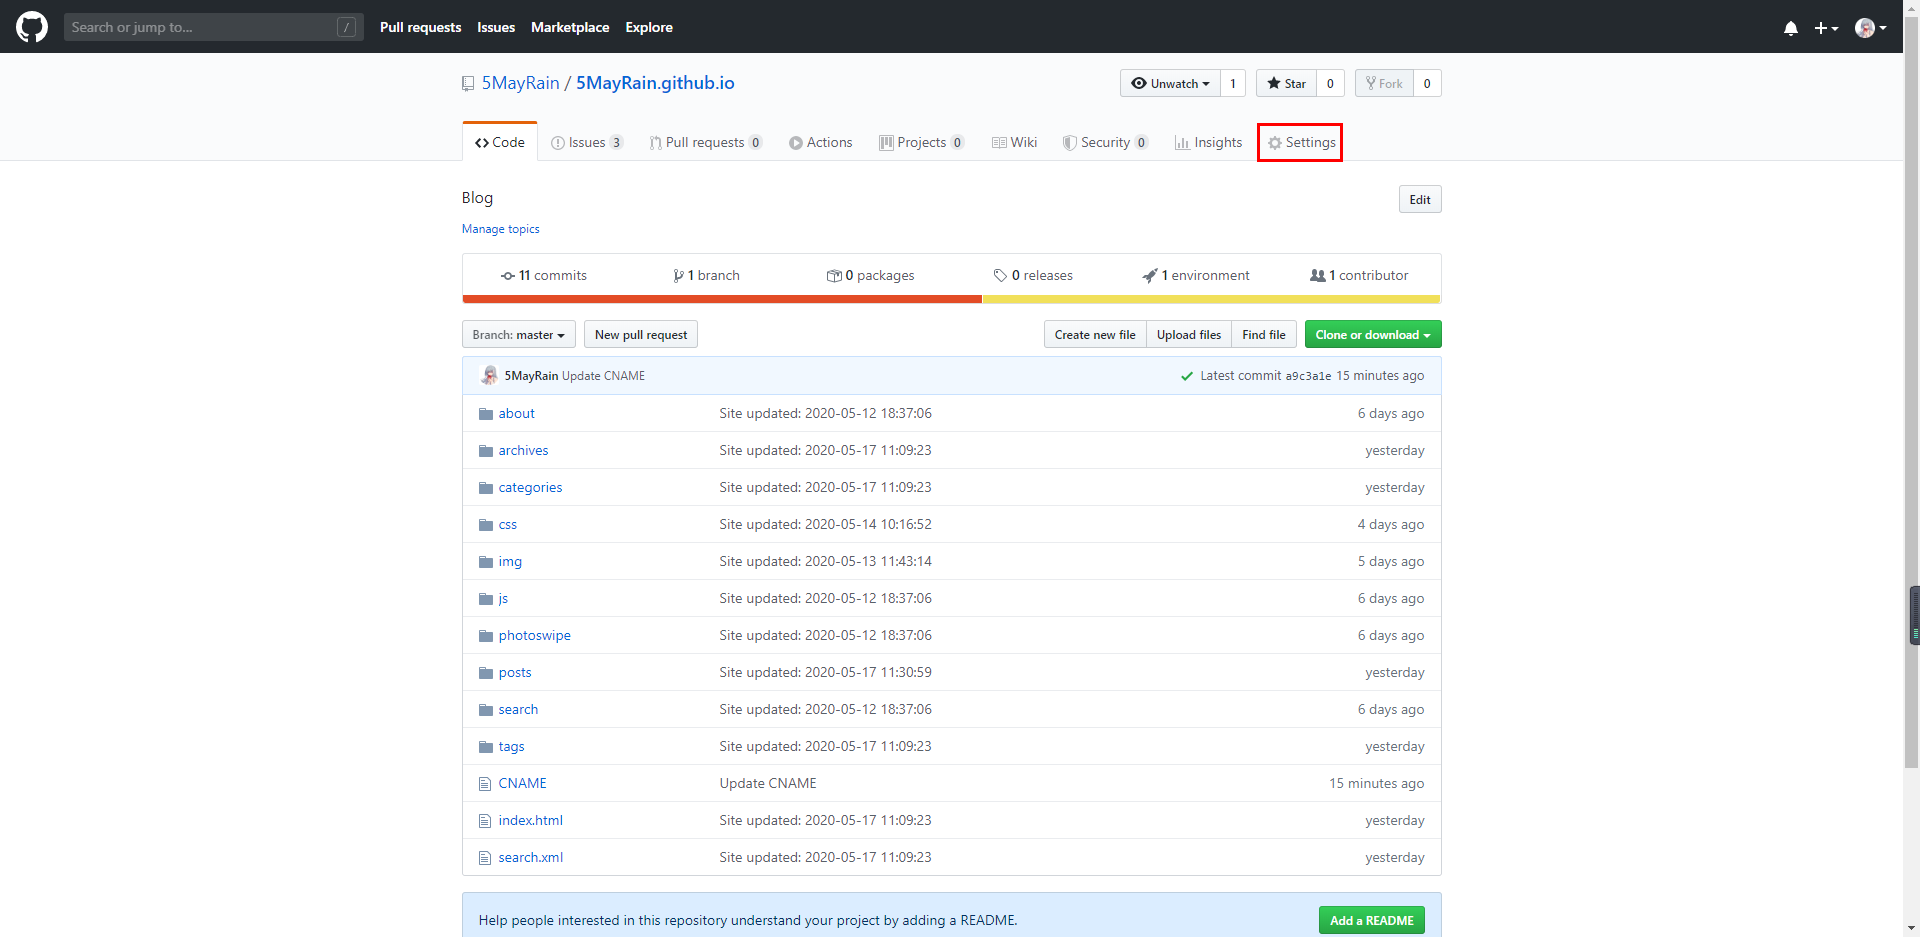 Search or jump to... /
Pull requests Issues Marketplace Explore
5MayRain / 5MayRain.github.io
Unwatch 1 Star 0 Fork 0
Code Issues 3 Pull requests 0 Actions Projects 0 Wiki Security 0 Insights Settings
Blog
Edit
Manage topics
11 commits 1 branch 0 packages 0 releases 1 environment 1 contributor
Branch: master New pull request Create new file Upload files Find file Clone or download
5MayRain Update CNAME Latest commit a9c3a1e 15 minutes ago
about Site updated: 2020-05-12 18:37:06 6 days ago
archives Site updated: 2020-05-17 11:09:23 yesterday
categories Site updated: 2020-05-17 11:09:23 yesterday
css Site updated: 2020-05-14 10:16:52 4 days ago
img Site updated: 2020-05-13 11:43:14 5 days ago
js Site updated: 2020-05-12 18:37:06 6 days ago
photoswipe Site updated: 2020-05-12 18:37:06 6 days ago
posts Site updated: 2020-05-17 11:30:59 yesterday
search Site updated: 2020-05-12 18:37:06 6 days ago
tags Site updated: 2020-05-17 11:09:23 yesterday
CNAME Update CNAME 15 minutes ago
index.html Site updated: 2020-05-17 11:09:23 yesterday
search.xml Site updated: 2020-05-17 11:09:23 yesterday
Help people interested in this repository understand your project by adding a README. Add a README